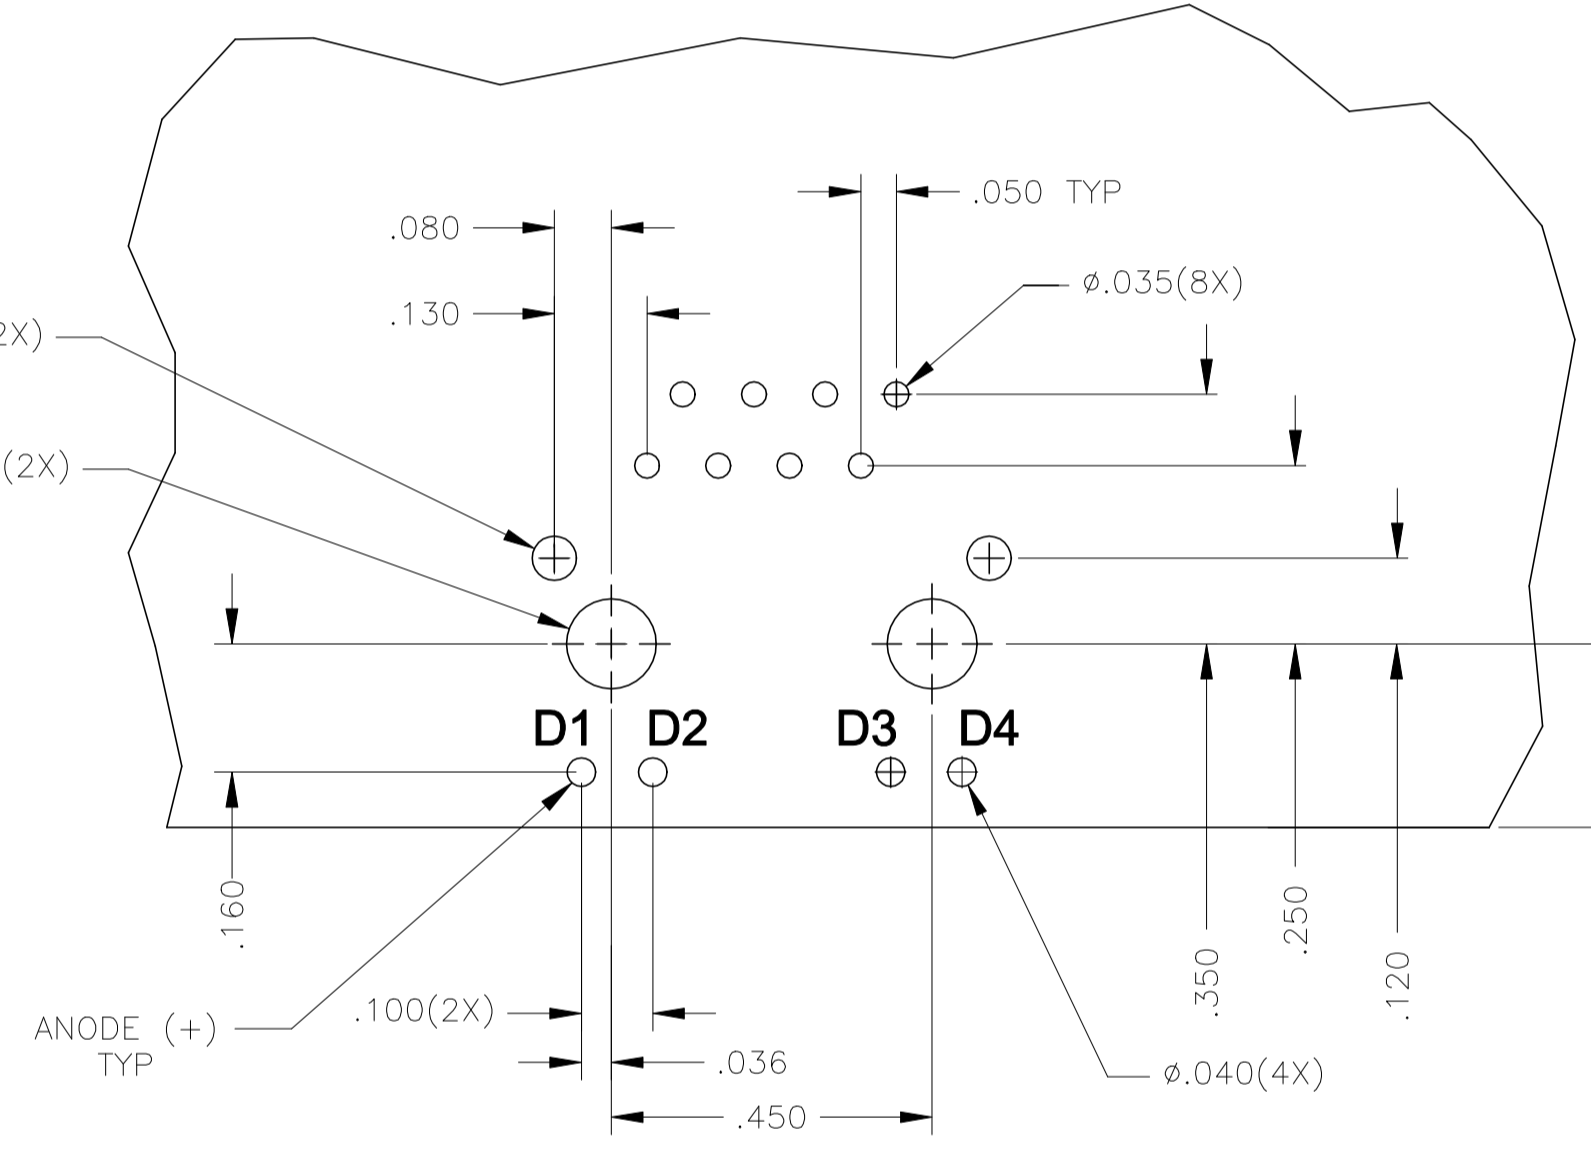 .050 TYP
.080
ø.035(8X)
.130
2X)
(2X)
D1
D2
D3
D4
.160
.250
.350
.120
.100(2X)
ANODE (+)
TYP
.036
ø.040(4X)
.450